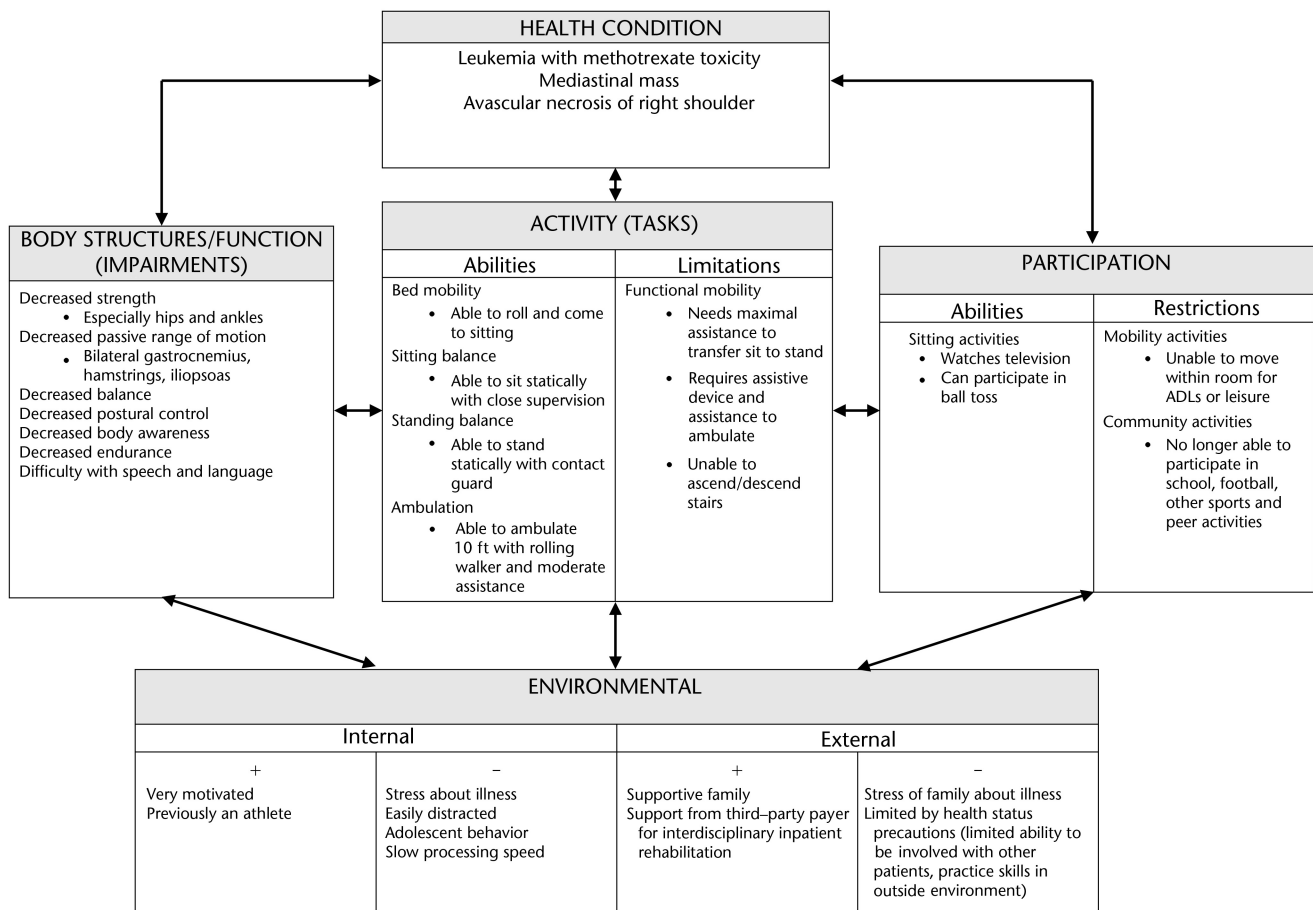 HEALTH CONDITION
Leukemia with methotrexate toxicity
Mediastinal mass
Avascular necrosis of right shoulder
BODY STRUCTURES/FUNCTION
(IMPAIRMENTS)
Decreased strength
• Especially hips and ankles
Decreased passive range of motion
• Bilateral gastrocnemius,
hamstrings, iliopsoas
Decreased balance
Decreased postural control
Decreased body awareness
Decreased endurance
Difficulty with speech and language
ACTIVITY (TASKS)
Abilities
Bed mobility
• Able to roll and come
to sitting
Sitting balance
• Able to sit statically
with close supervision
Standing balance
• Able to stand
statically with contact
guard
Ambulation
• Able to ambulate
10 ft with rolling
walker and moderate
assistance
Limitations
Functional mobility
• Needs maximal
assistance to
transfer sit to stand
• Requires assistive
device and
assistance to
ambulate
• Unable to
ascend/descend
stairs
PARTICIPATION
Abilities
Sitting activities
• Watches television
• Can participate in
ball toss
Restrictions
Mobility activities
• Unable to move
within room for
ADLs or leisure
Community activities
• No longer able to
participate in
school, football,
other sports and
peer activities
ENVIRONMENTAL
Internal
+
Very motivated
Previously an athlete
–
Stress about illness
Easily distracted
Adolescent behavior
Slow processing speed
External
+
Supportive family
Support from third–party payer
for interdisciplinary inpatient
rehabilitation
–
Stress of family about illness
Limited by health status
precautions (limited ability to
be involved with other
patients, practice skills in
outside environment)